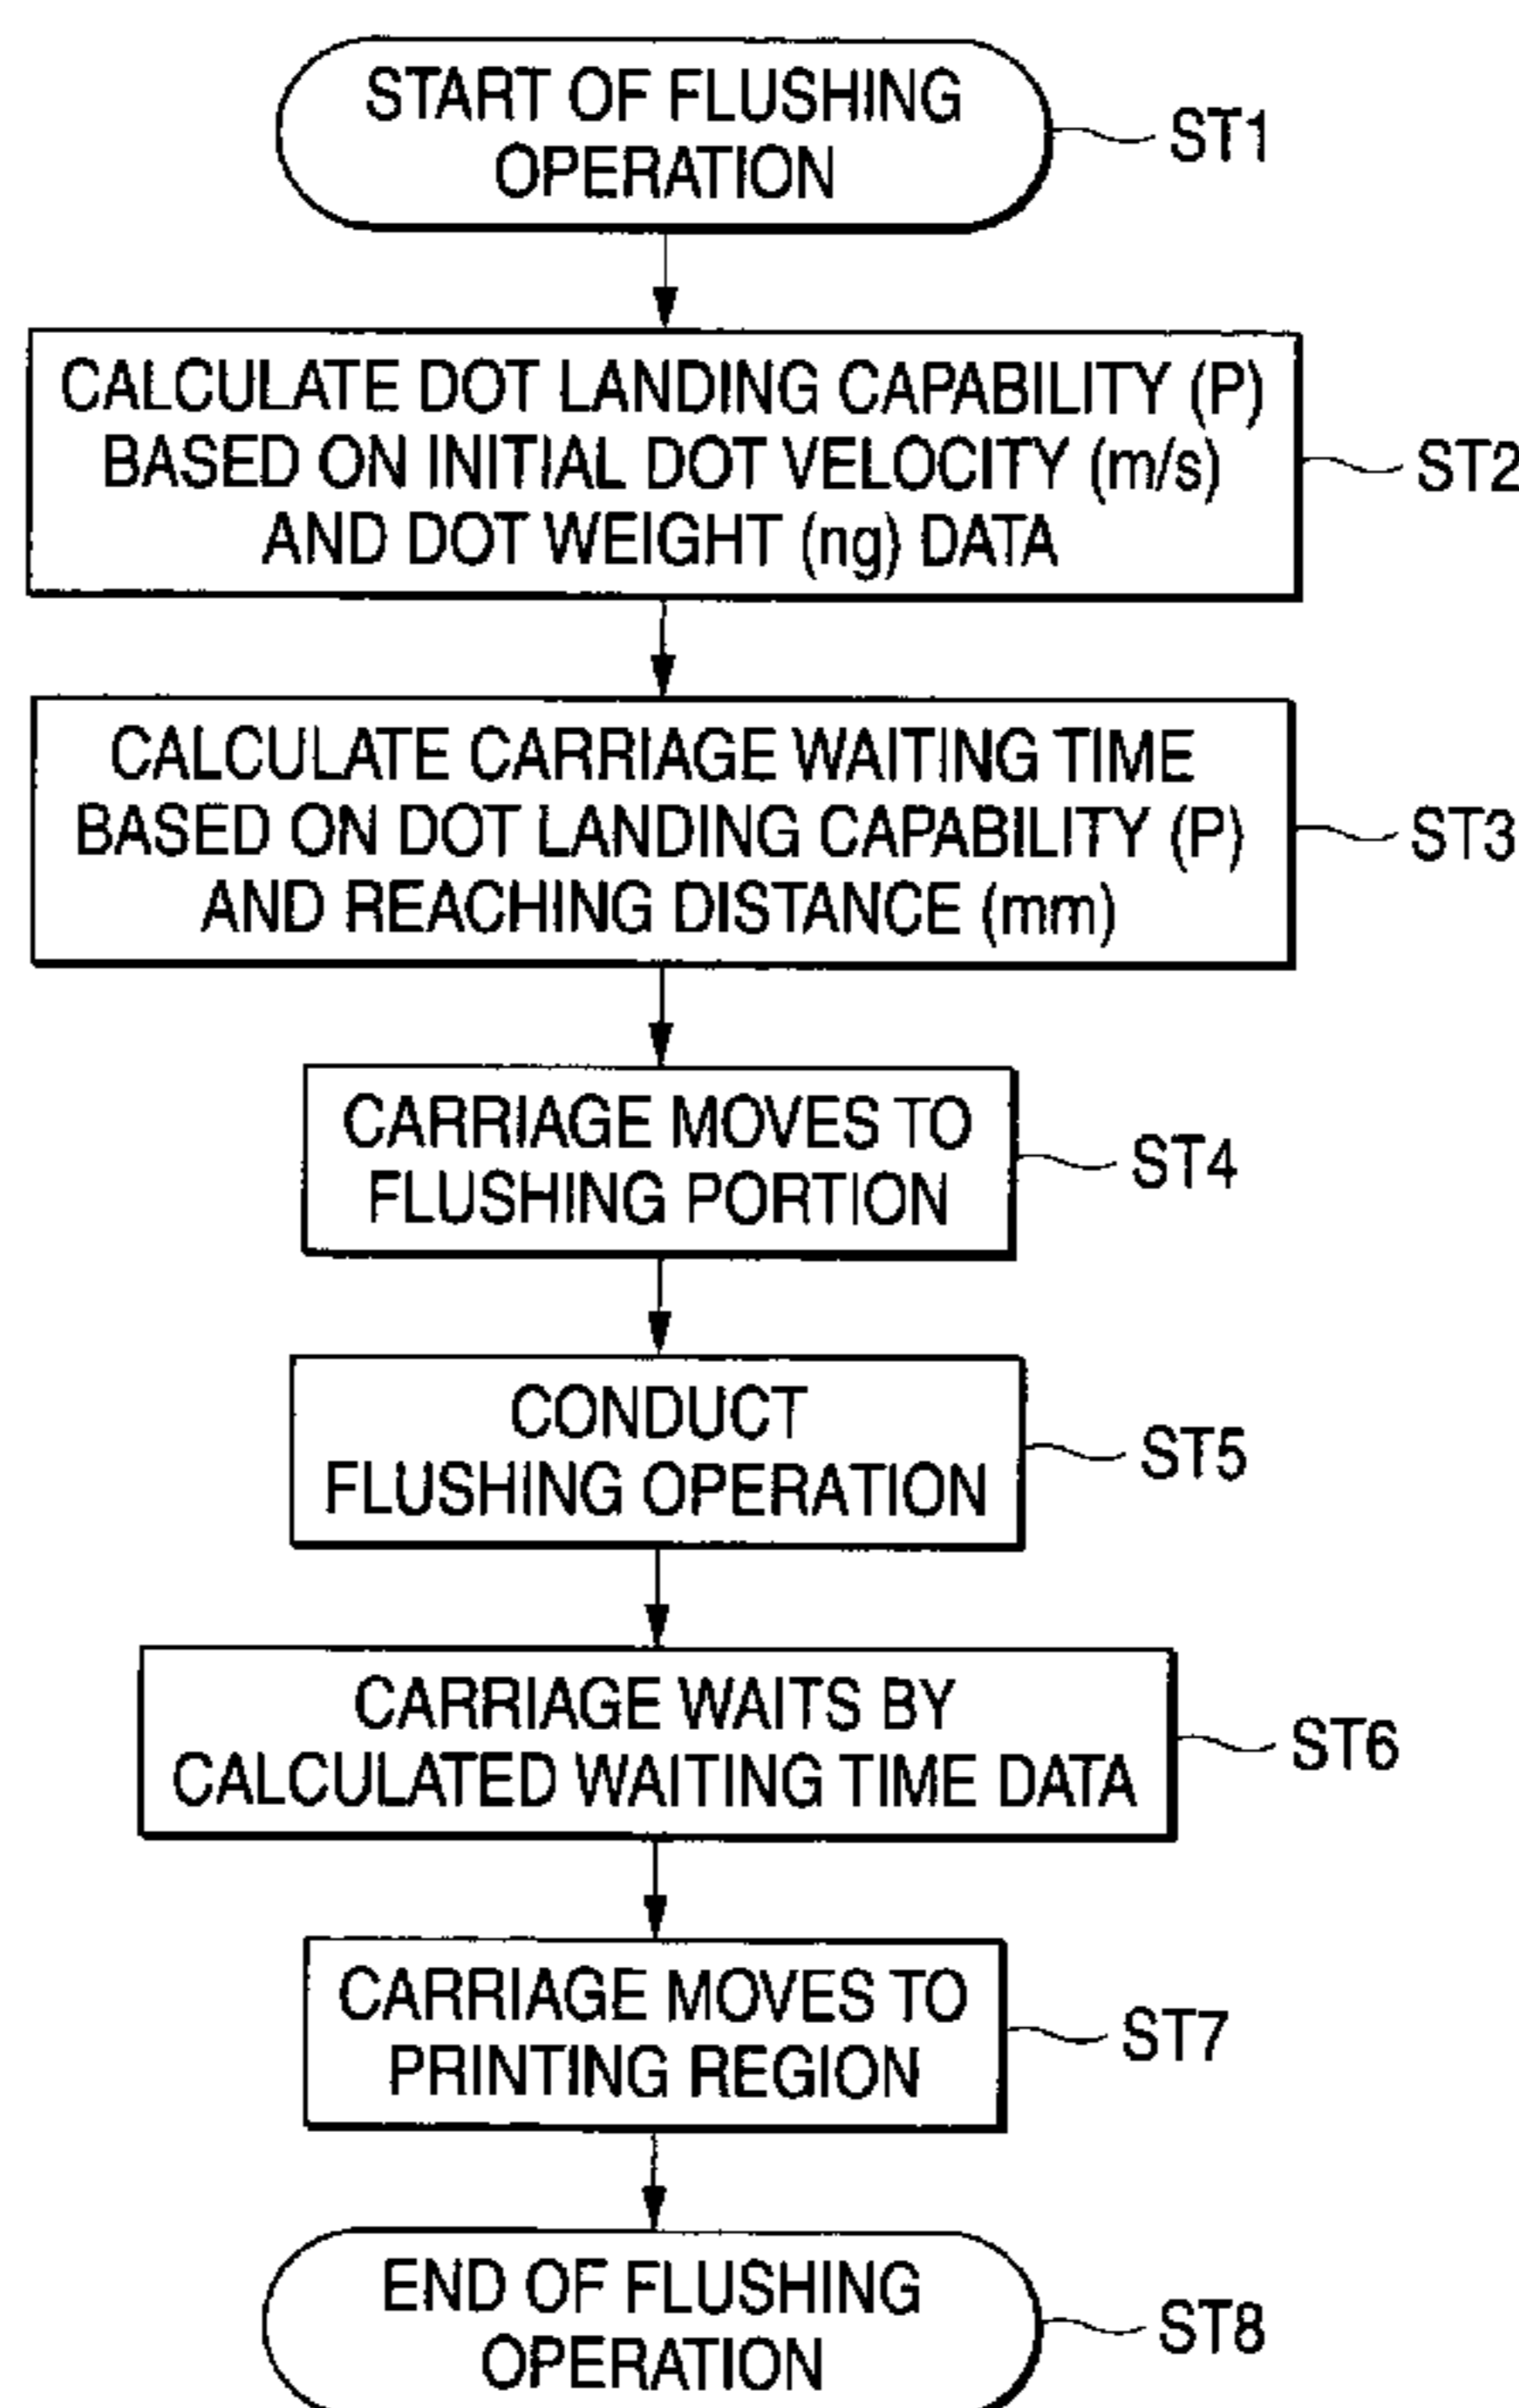 START OF FLUSHING
OPERATION
ST1
CALCULATE DOT LANDING CAPABILITY (P)
BASED ON INITIAL DOT VELOCITY (m/s)
AND DOT WEIGHT (ng) DATA
ST2
CALCULATE CARRIAGE WAITING TIME
BASED ON DOT LANDING CAPABILITY (P)
AND REACHING DISTANCE (mm)
ST3
CARRIAGE MOVES TO
FLUSHING PORTION
ST4
CONDUCT
FLUSHING OPERATION
ST5
CARRIAGE WAITS BY
CALCULATED WAITING TIME DATA
ST6
CARRIAGE MOVES TO
PRINTING REGION
ST7
END OF FLUSHING
OPERATION
ST8